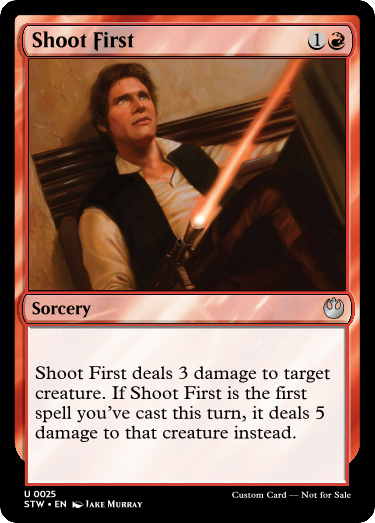 Shoot First 1
Sorcery
Shoot First deals 3 damage to target
creature. If Shoot First is the first
spell you've cast this turn, it deals 5
damage to that creature instead.
U 0025
STW • EN Jake Murray
Custom Card — Not for Sale